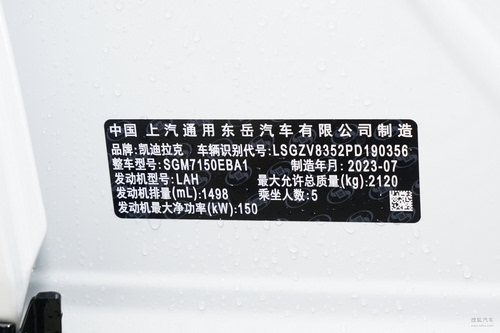 中国 上汽通用东岳汽车有限公司制造
品牌:凯迪拉克 车辆识别代号:LSGZV8352PD190356
整车型号:SGM7150EBA1 制造年月:2023-07
发动机型号:LAH 最大允许总质量(kg):2120
发动机排量(mL):1498 乘坐人数:5
发动机最大净功率(kW):150
搜狐汽车